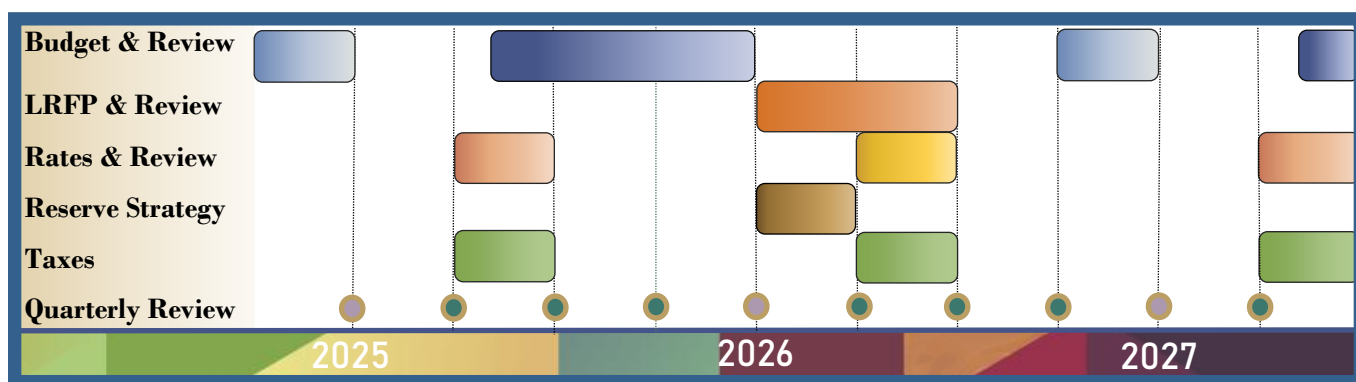 Budget & Review
LRFP & Review
Rates & Review
Reserve Strategy
Taxes
Quarterly Review
2025 2026 2027